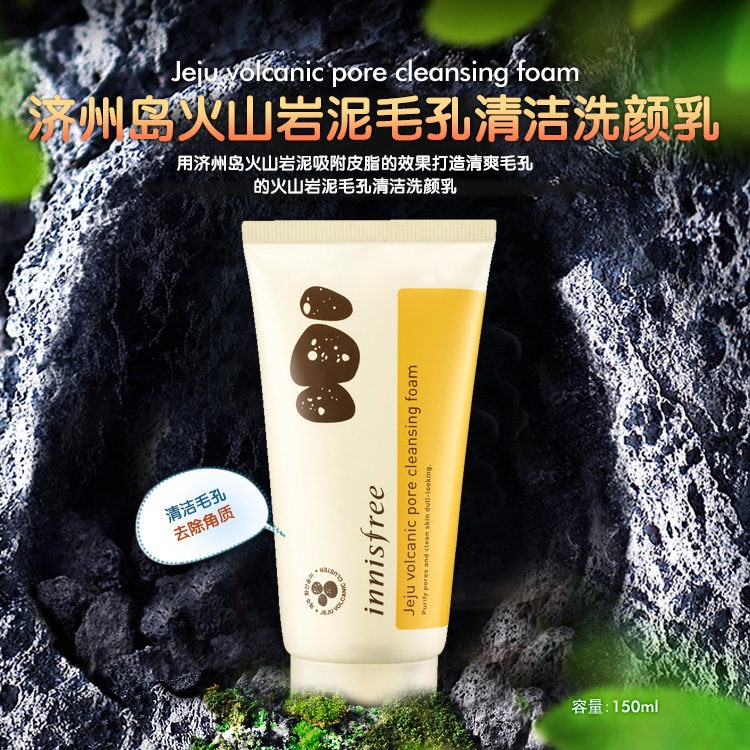 Jeju volcanic pore cleansing foam
济州岛火山岩泥毛孔清洁洗颜乳
用济州岛火山岩泥吸附皮脂的效果打造清爽毛孔
的火山岩泥毛孔清洁洗颜乳
清洁毛孔
去除角质
innisfree
Jeju volcanic pore cleansing foam
Purify pores and clean skin dull-looking.
JEJU VOLCANIC CLUSTER
容量: 150ml